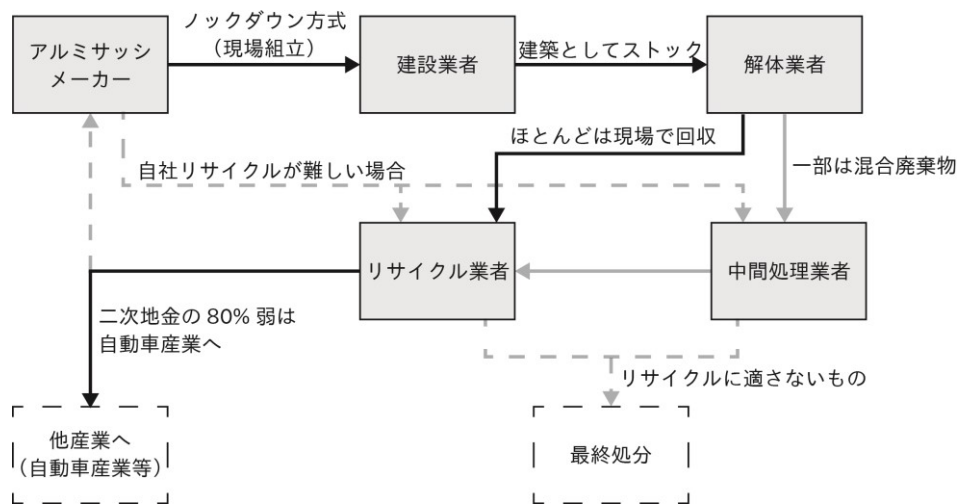 ノックダウン方式
（現場組立）
アルミサッシ
メーカー
建設業者
建築としてストック
解体業者
ほとんどは現場で回収
自社リサイクルが難しい場合
一部は混合廃棄物
リサイクル業者
中間処理業者
二次地金の 80% 弱は
自動車産業へ
リサイクルに適さないもの
他産業へ
（自動車産業等）
最終処分